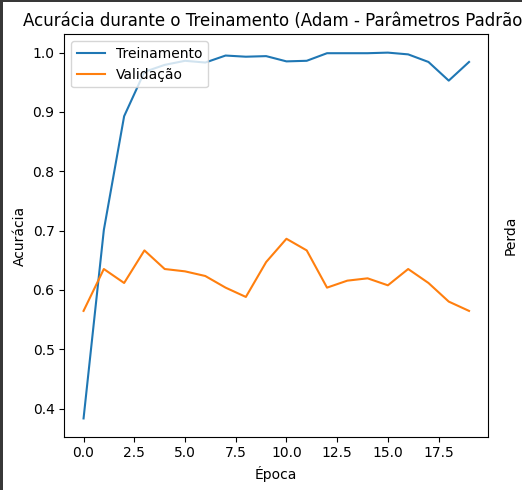 Acurácia durante o Treinamento (Adam - Parâmetros Padrão
Treinamento
Validação
1.0
0.9
0.8
0.7
0.6
0.5
0.4
Acurácia
Perda
0.0 2.5 5.0 7.5 10.0 12.5 15.0 17.5
Época